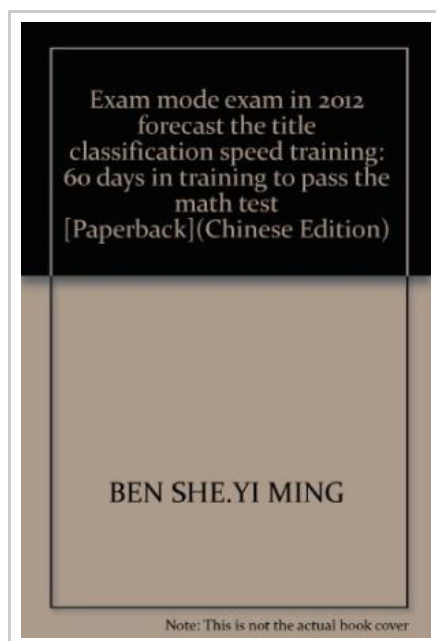 Exam mode exam in 2012
forecast the title
classification speed training:
60 days in training to pass the
math test
[Paperback](Chinese Edition)
BEN SHE.YI MING
Note: This is not the actual book cover